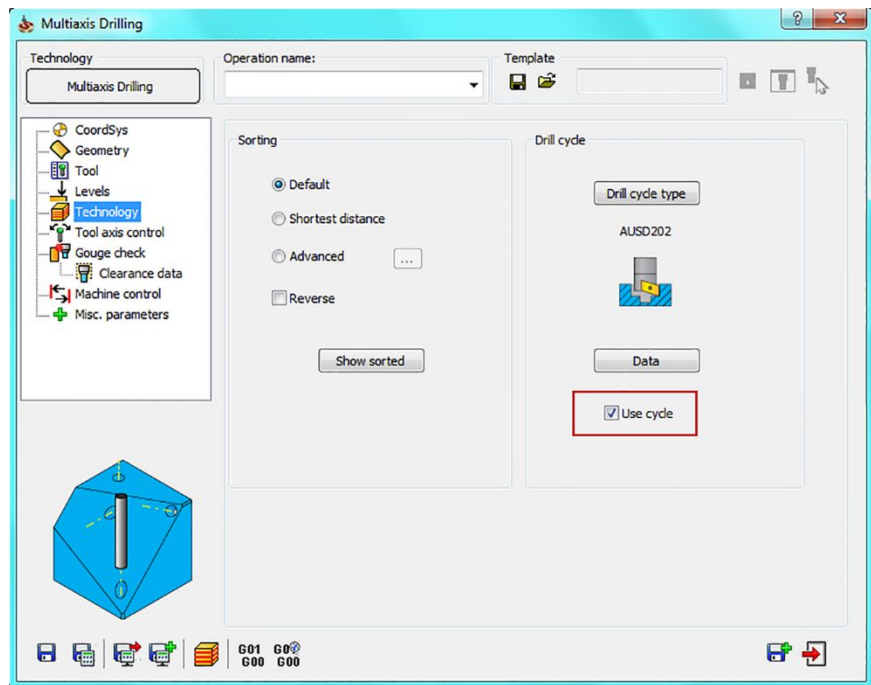 Multiaxis Drilling
Technology
Operation name:
Template
Multiaxis Drilling
CoordSys
Geometry
Tool
Levels
Technology
Tool axis control
Gouge check
Clearance data
Machine control
Misc. parameters
Sorting
Default
Shortest distance
Advanced
...
Reverse
Show sorted
Drill cycle
Drill cycle type
AUSD202
Data
Use cycle
G01 G00
G00 G00